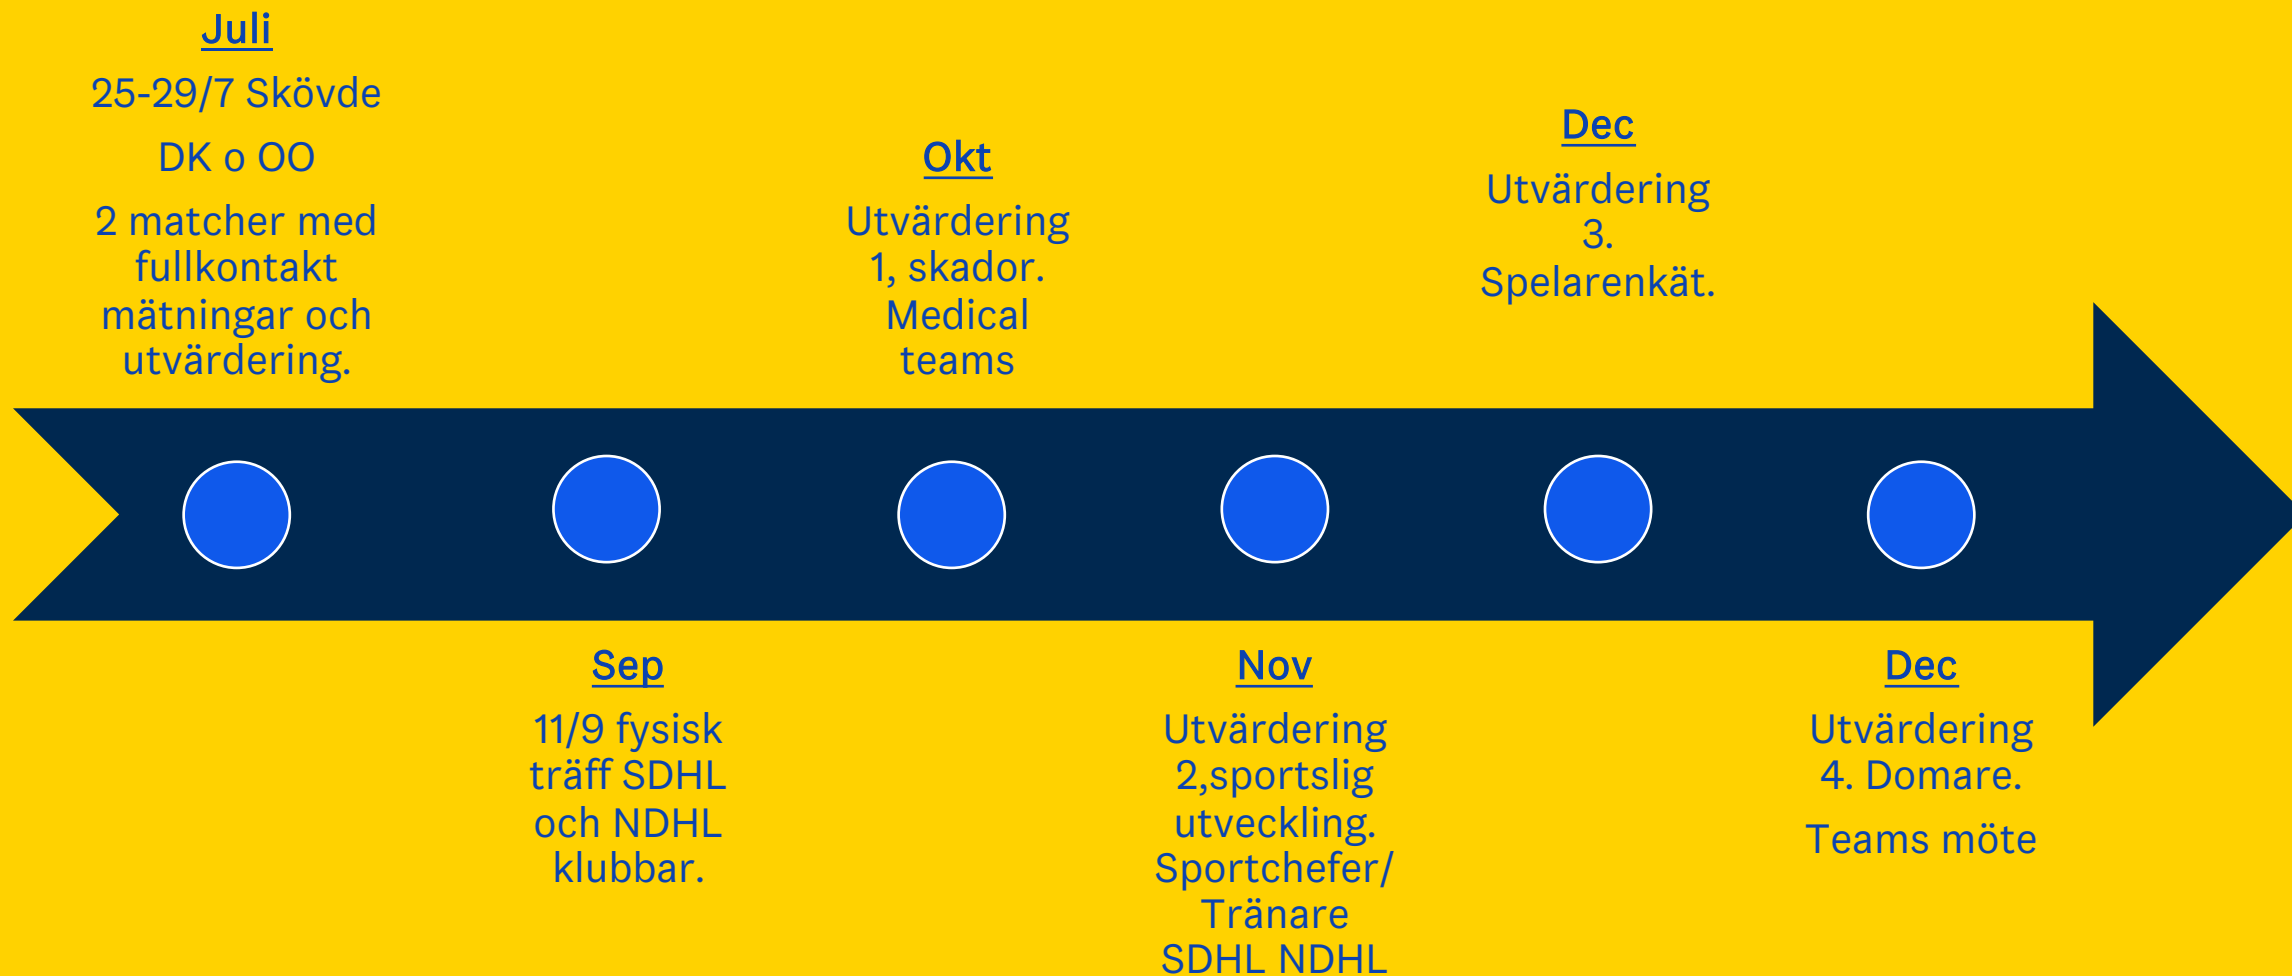 Juli
25-29/7 Skövde
DK o OO
2 matcher med
fullkontakt
mätningar och
utvärdering.
Sep
11/9 fysisk
träff SDHL
och NDHL
klubbar.
Okt
Utvärdering
1, skador.
Medical
teams
Nov
Utvärdering
2,sportslig
utveckling.
Sportchefer/
Tränare
SDHL NDHL
Dec
Utvärdering
3.
Spelarenkät.
Dec
Utvärdering
4. Domare.
Teams möte